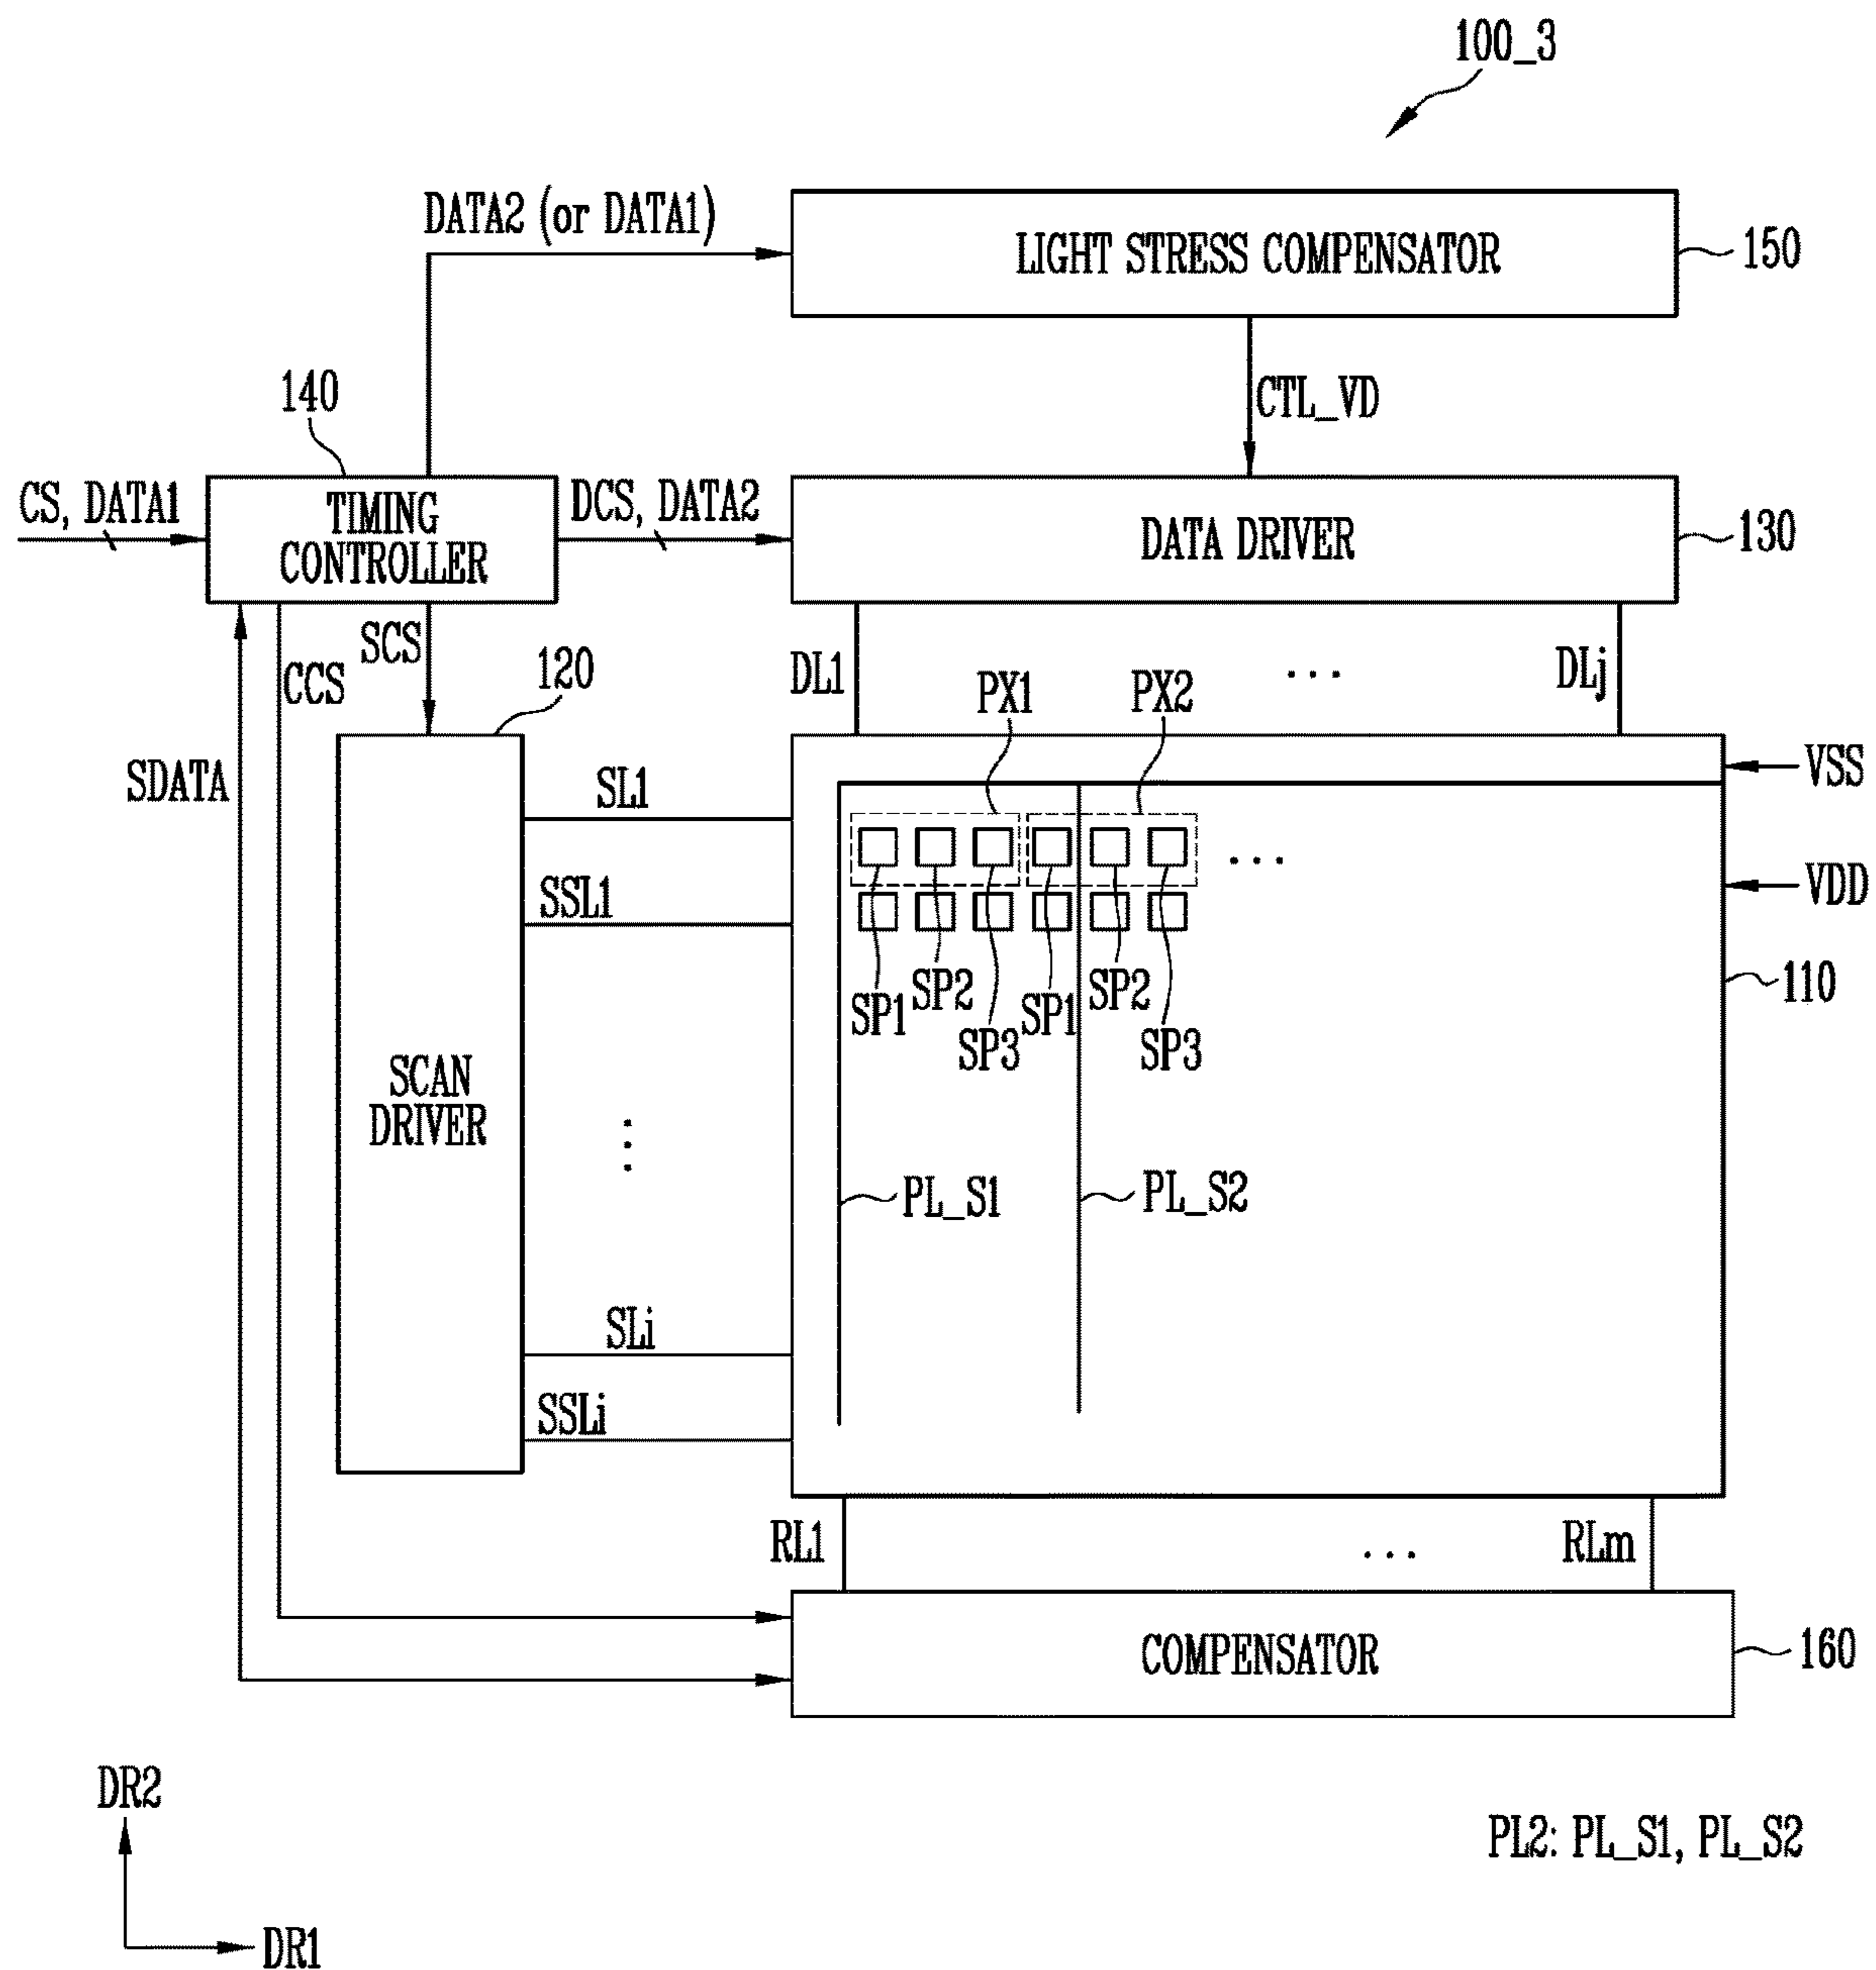 100_3
DATA2 (or DATA1)
LIGHT STRESS COMPENSATOR
150
CTL_VD
140
CS, DATA1
TIMING
CONTROLLER
DCS, DATA2
DATA DRIVER
130
SCS
CCS
120
DL1
PX1
PX2
...
DLj
SDATA
SL1
VSS
...
SSL1
VDD
SP1
SP2
SP3
SP1
SP2
SP3
110
SCAN
DRIVER
PL_S1
PL_S2
SLi
SSLi
RL1
...
RLm
COMPENSATOR
160
DR2
DR1
PL2: PL_S1, PL_S2